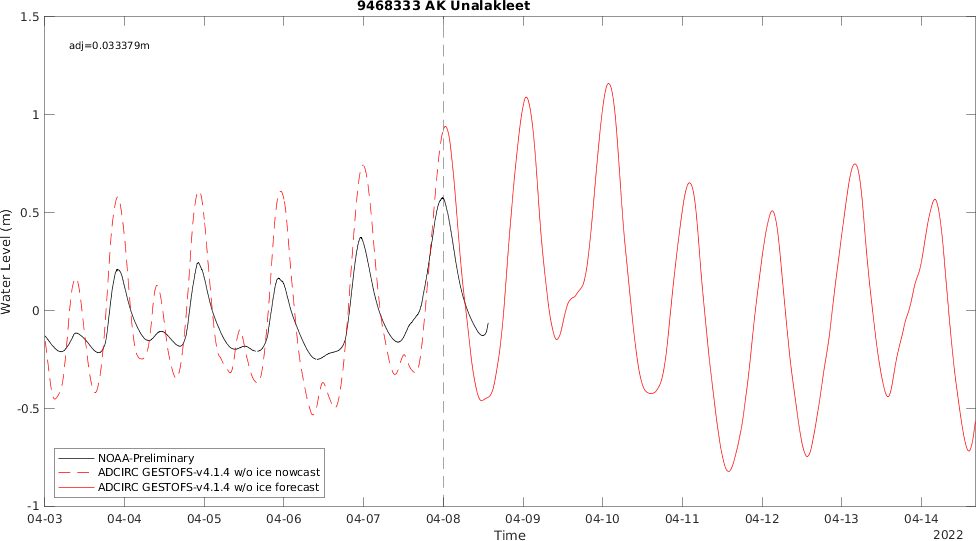 9468333 AK Unalakleet
adj=0.033379m
1.5
1
0.5
0
-0.5
-1
Water Level (m)
NOAA-Preliminary
ADCIRC GESTOFS-v4.1.4 w/o ice nowcast
ADCIRC GESTOFS-v4.1.4 w/o ice forecast
04-03 04-04 04-05 04-06 04-07 04-08 04-09 04-10 04-11 04-12 04-13 04-14
Time
2022